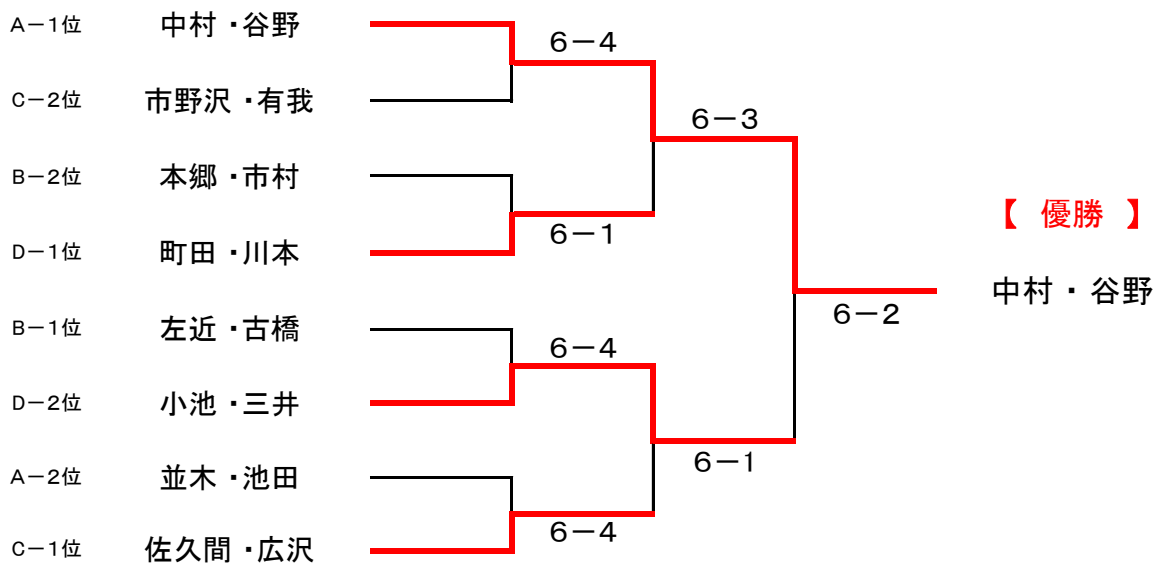 A－1位 中村・谷野
6－4
C－2位 市野沢・有我
6－3
B－2位 本郷・市村
【 優勝 】
6－1
D－1位 町田・川本
中村・谷野
6－2
B－1位 左近・古橋
6－4
D－2位 小池・三井
6－1
A－2位 並木・池田
6－4
C－1位 佐久間・広沢